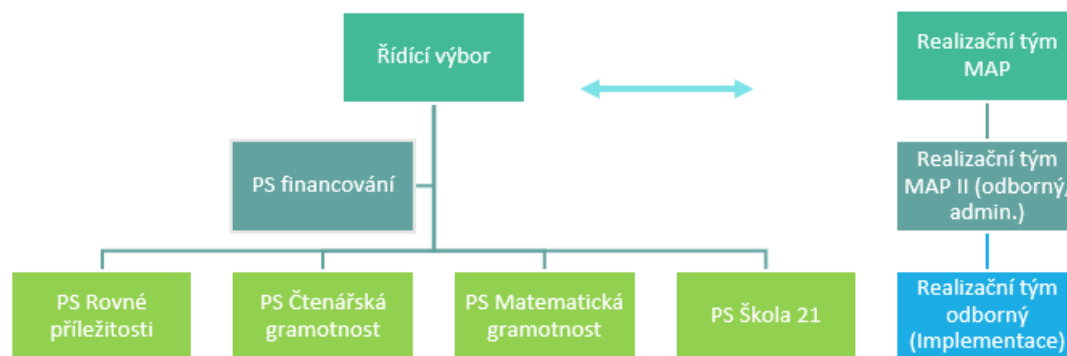 Řídící výbor
Realizační tým
MAP
PS financování
Realizační tým
MAP II (odborný,
admin.)
PS Rovné
příležitosti
PS Čtenářská
gramotnost
PS Matematická
gramotnost
PS Škola 21
Realizační tým
odborný
(Implementace)